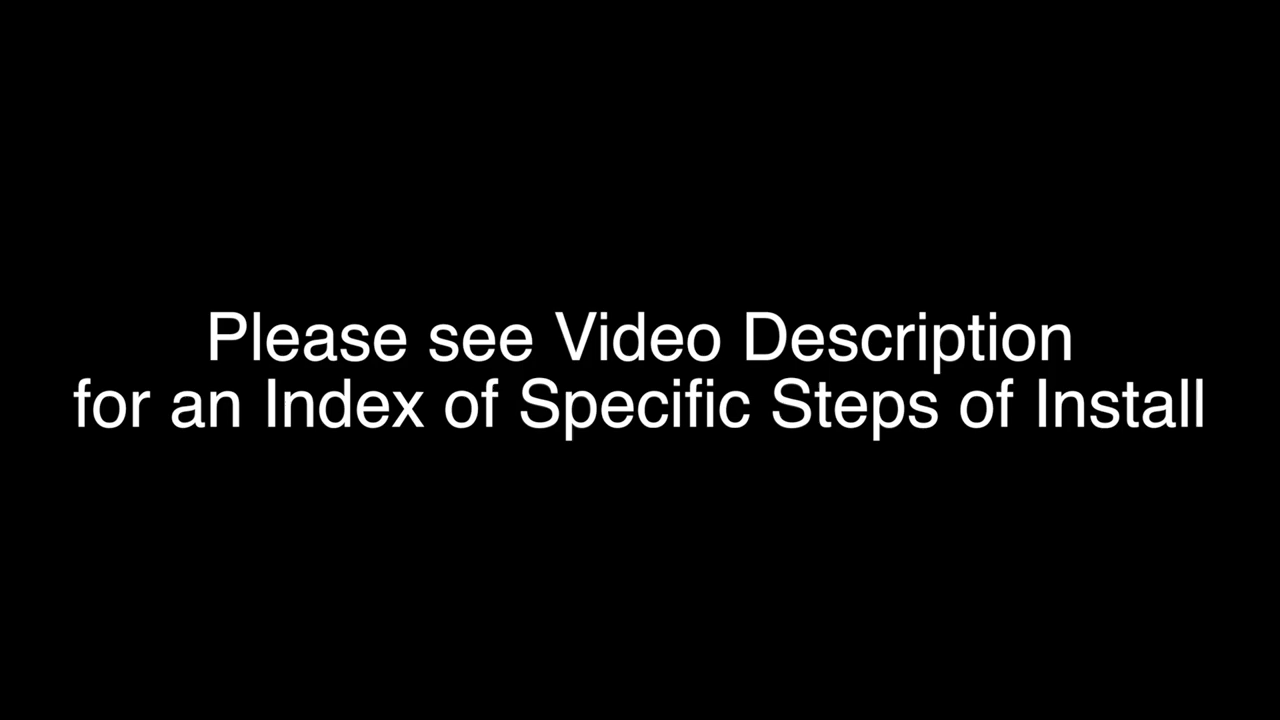 Please see Video Description
for an Index of Specific Steps of Install